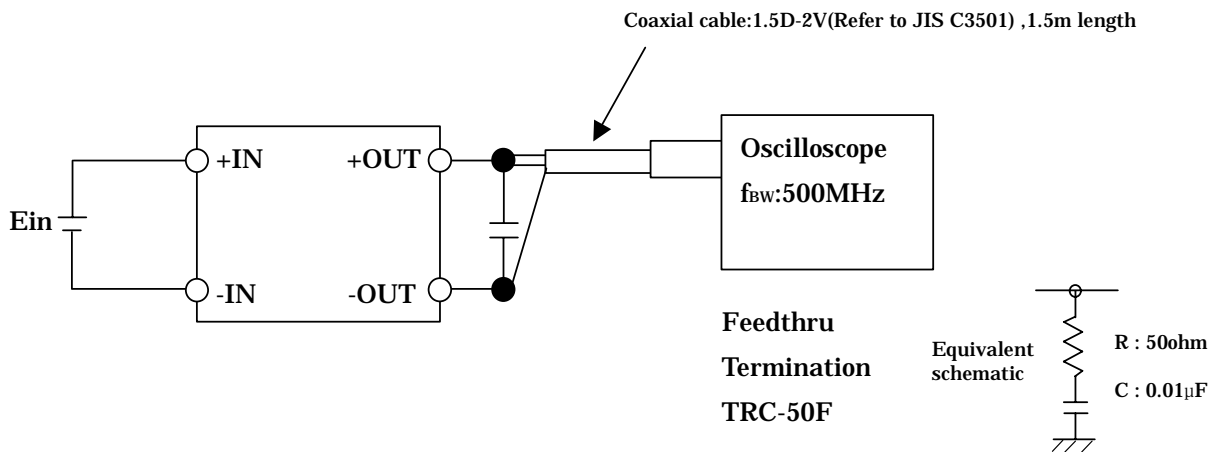 Coaxial cable:1.5D-2V(Refer to JIS C3501) ,1.5m length
+IN
+OUT
Oscilloscope
fBW:500MHz
Ein
-IN
-OUT
Feedthru
Termination
TRC-50F
Equivalent
schematic
R : 50ohm
C : 0.01μF